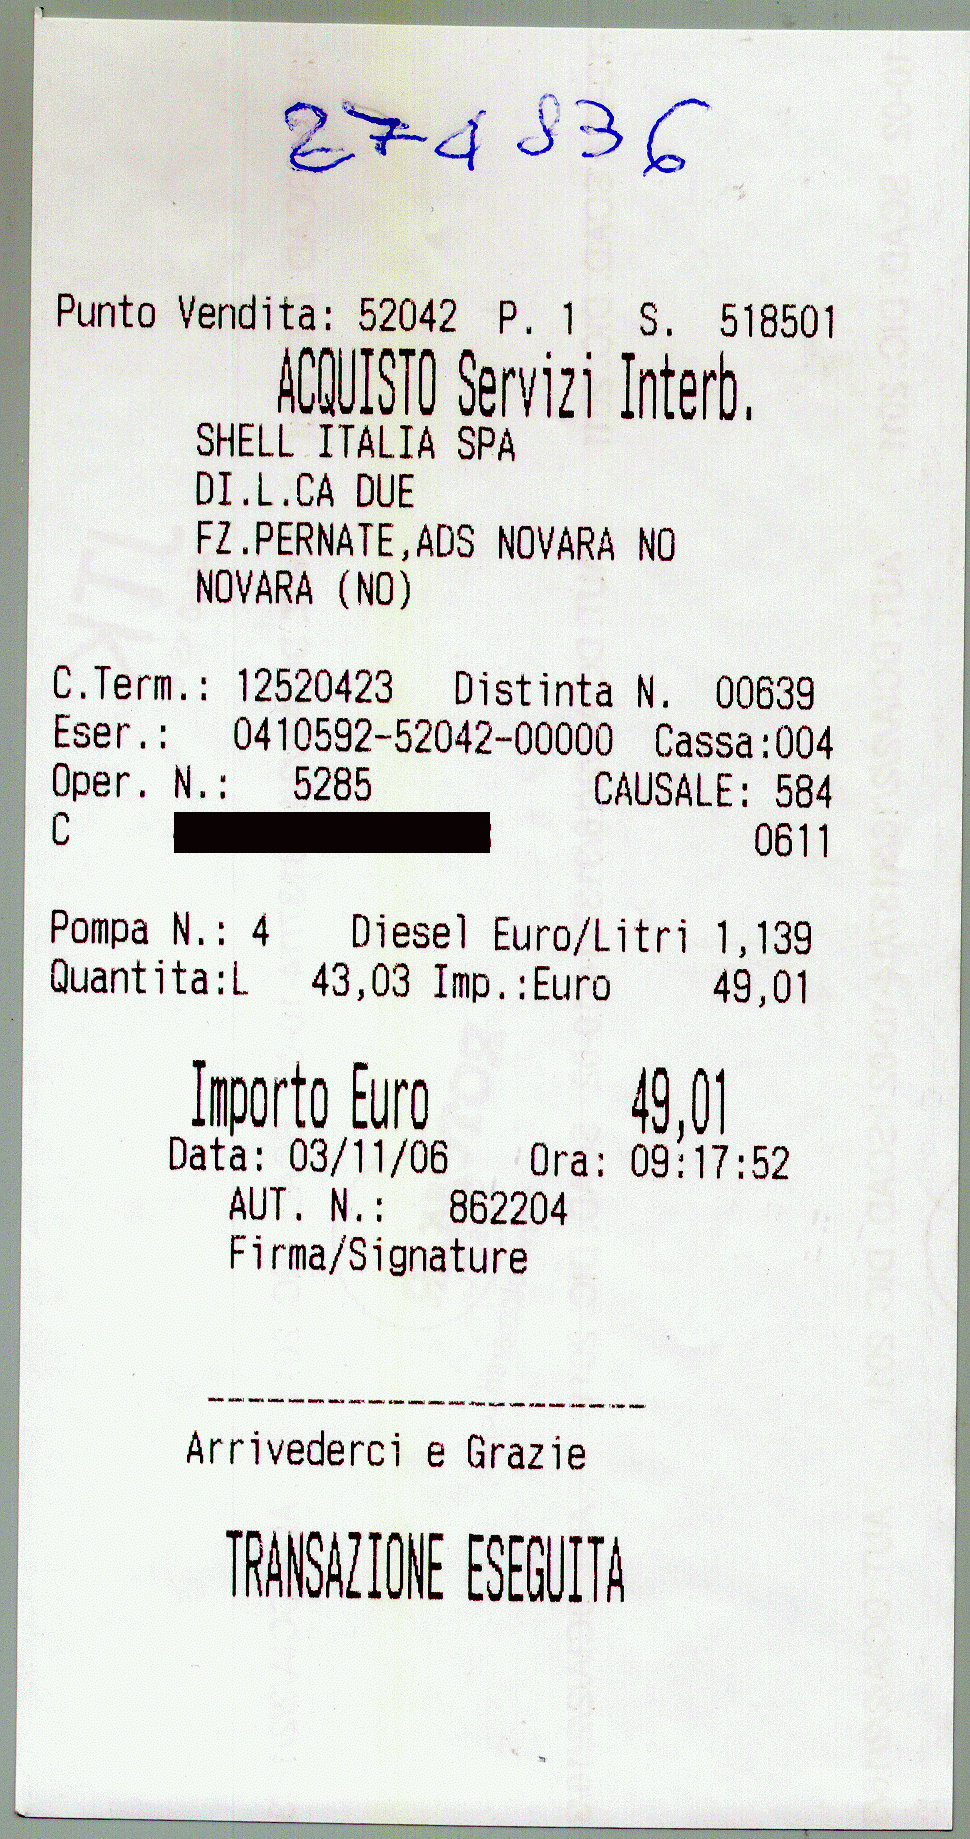 274836
Punto Vendita: 52042 P. 1 S. 518501
ACQUISTO Servizi Interb.
SHELL ITALIA SPA
DI.L.CA DUE
FZ.PERNATE,ADS NOVARA NO
NOVARA (NO)
C.Term.: 12520423 Distinta N. 00639
Eser.: 0410592-52042-00000 Cassa:004
Oper. N.: 5285 CAUSALE: 584
C 0611
Pompa N.: 4 Diesel Euro/Litri 1,139
Quantita:L 43,03 Imp.:Euro 49,01
Importo Euro 49,01
Data: 03/11/06 Ora: 09:17:52
AUT. N.: 862204
Firma/Signature
----------------------
Arrivederci e Grazie
TRANSAZIONE ESEGUITA